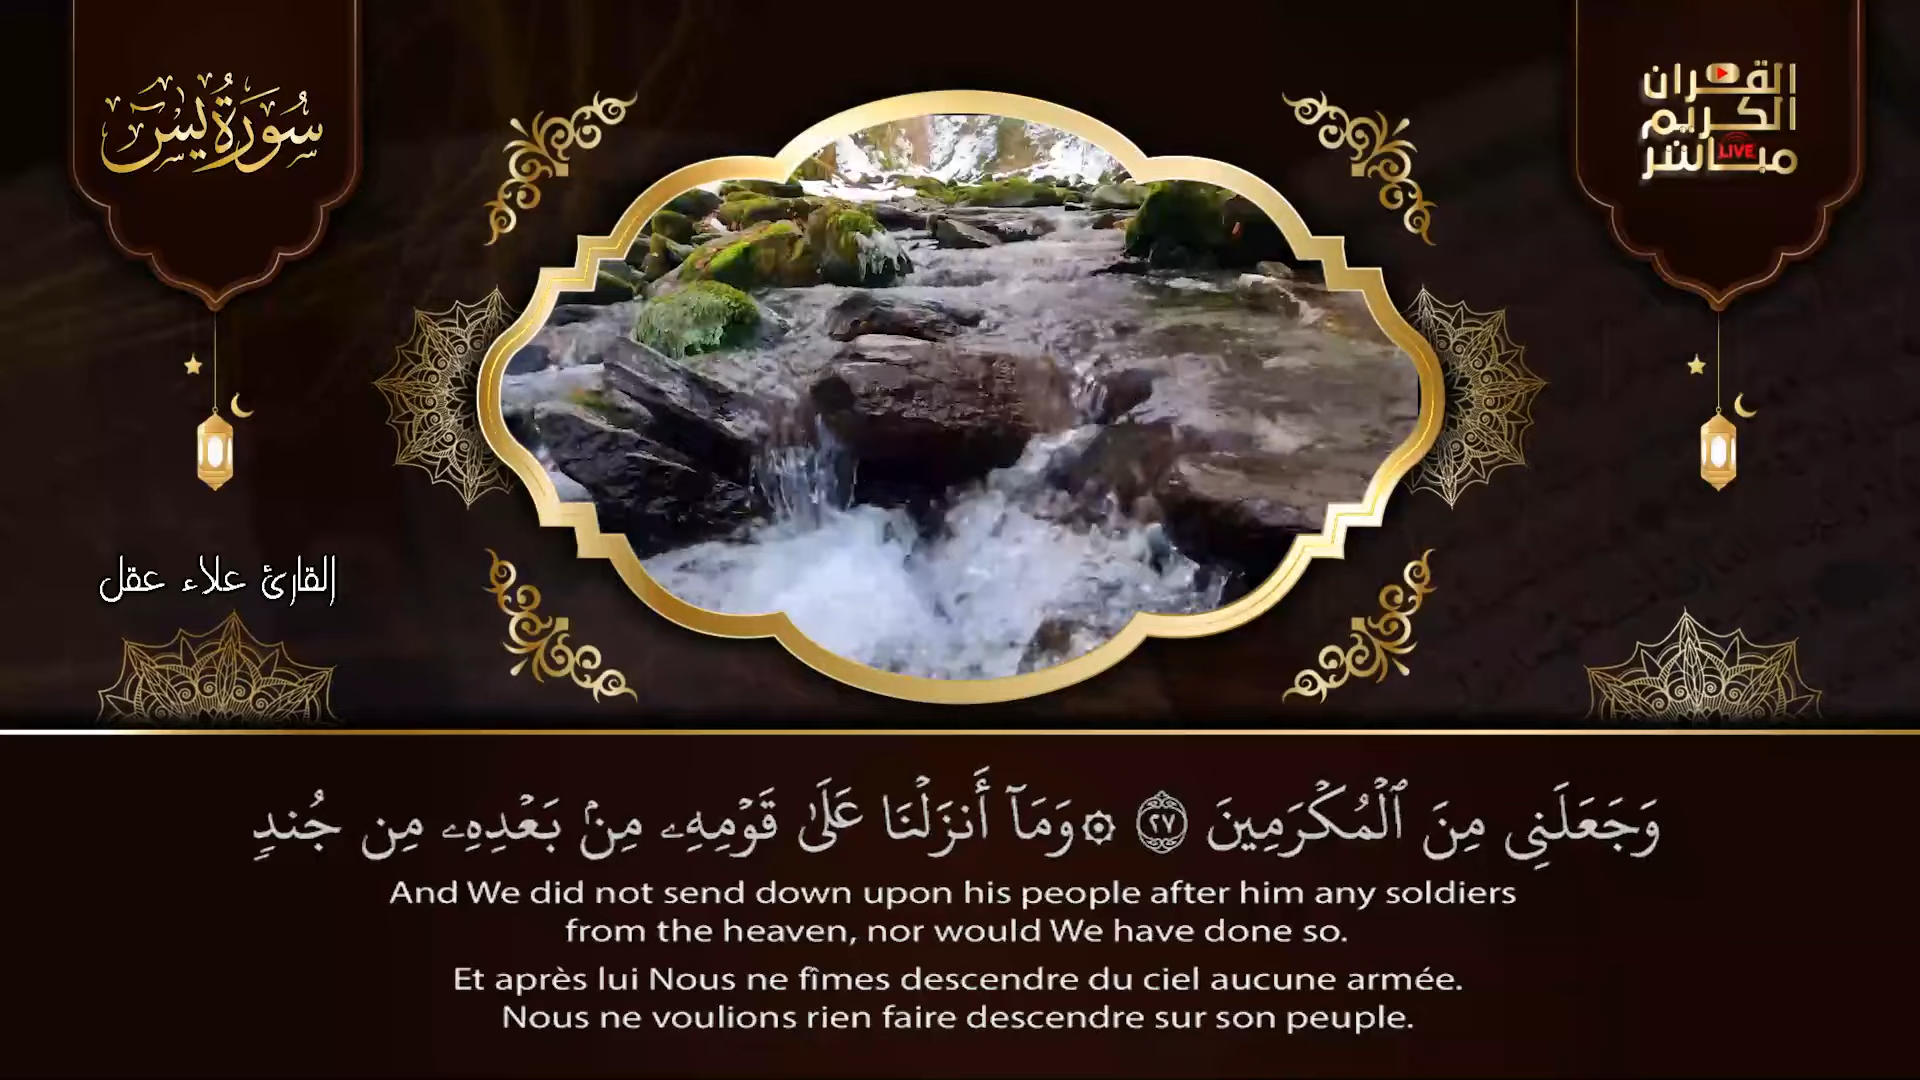 سُورَةُ يسٓ
القرآن
الكريم
مباشر
LIVE
القارئ علاء عقل
وَجَعَلَنِى مِنَ ٱلْمُكْرَمِينَ ٢٧ ۞ وَمَآ أَنزَلْنَا عَلَىٰ قَوْمِهِۦ مِنۢ بَعْدِهِۦ مِن جُندٍ
And We did not send down upon his people after him any soldiers
from the heaven, nor would We have done so.
Et après lui Nous ne fîmes descendre du ciel aucune armée.
Nous ne voulions rien faire descendre sur son peuple.